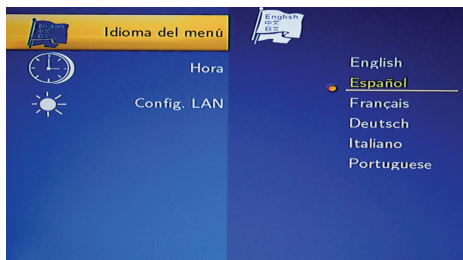 Idioma del menú
Hora
Config. LAN
English
English
Español
Français
Deutsch
Italiano
Portuguese